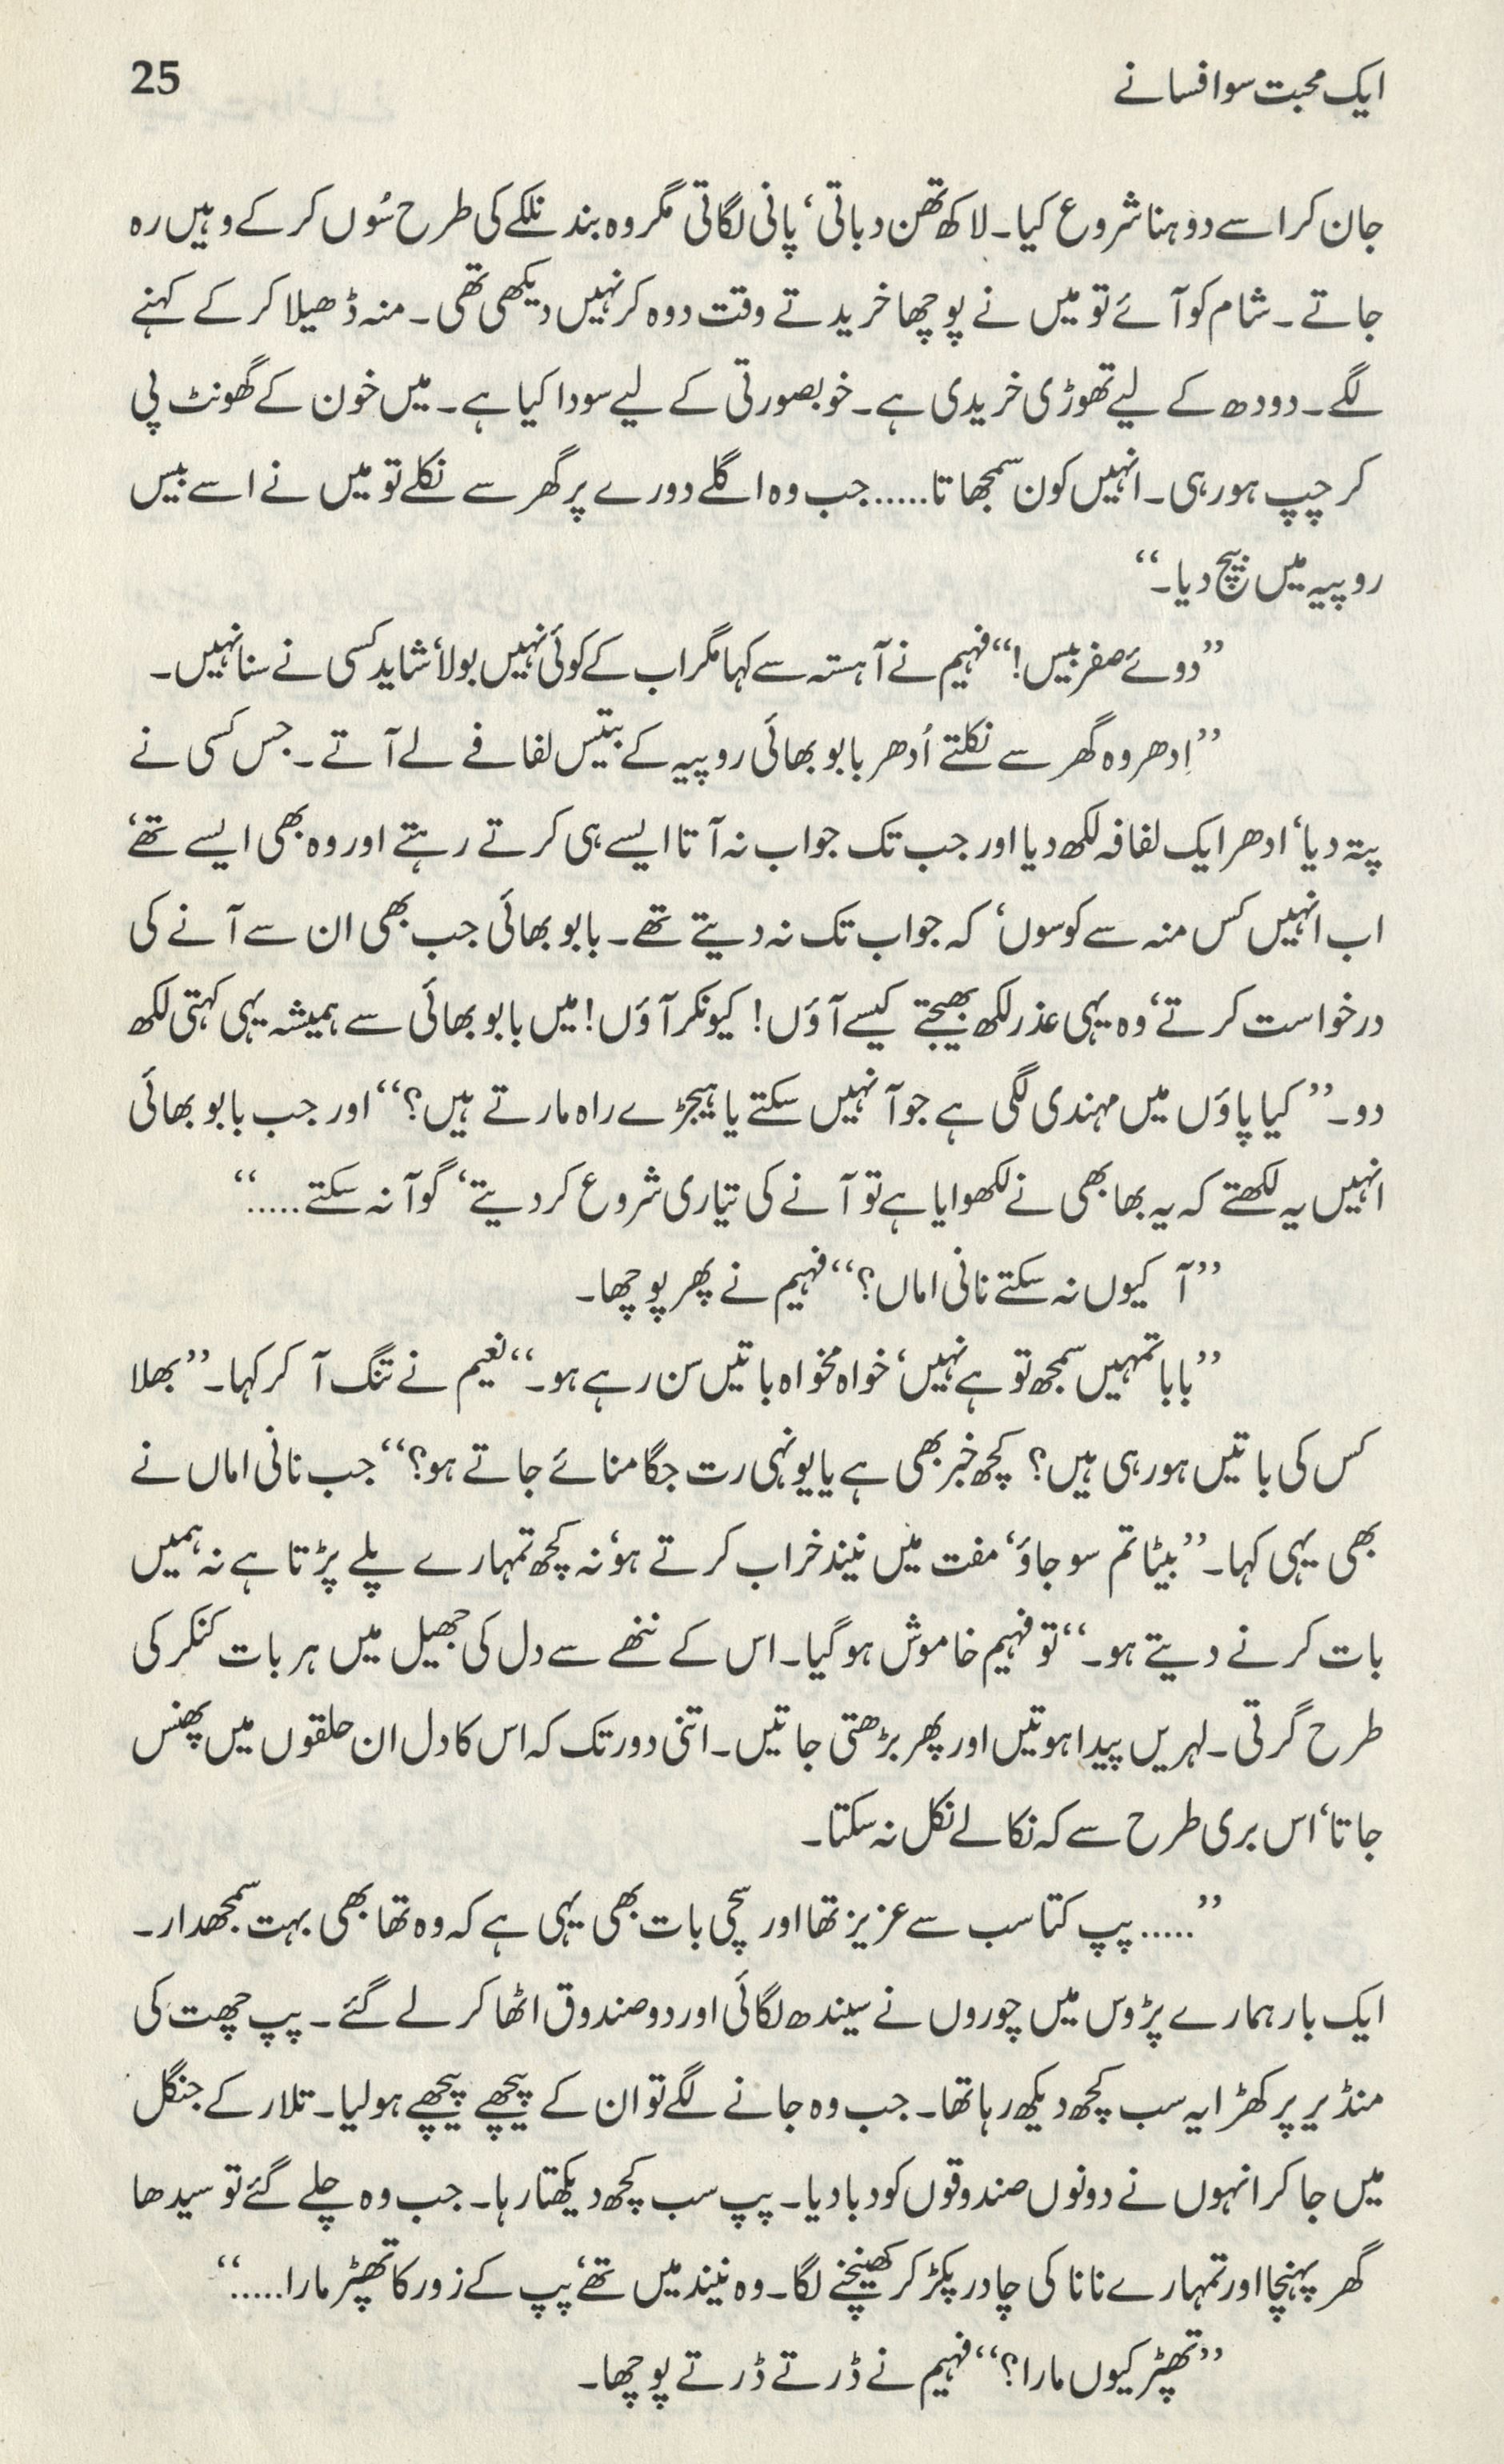 ایک محبت سو افسانے
25
جان کر اسے دوہنا شروع کیا۔ لاکھ تھن دباتی‘ پانی لگاتی مگر وہ بند نلکے کی طرح سُوں کر کے وہیں رہ
جاتے۔ شام کو آئے تو میں نے پوچھا خریدتے وقت دوہ کر نہیں دیکھی تھی۔ منہ ڈھیلا کر کے کہنے
لگے۔ دودھ کے لیے تھوڑی خریدی ہے۔ خوبصورتی کے لیے سودا کیا ہے۔ میں خون کے گھونٹ پی
کر چپ ہو رہی۔ انہیں کون سمجھاتا..... جب وہ اگلے دورے پر گھر سے نکلے تو میں نے اسے بیس
روپیہ میں بیچ دیا۔‘‘
’’دوئے صفر بیس!‘‘ فہیم نے آہستہ سے کہا مگر اب کے کوئی نہیں بولا‘ شاید کسی نے سنا نہیں۔
’’اِدھر وہ گھر سے نکلتے اُدھر بابو بھائی روپیہ کے بتیس لفافے لے آتے۔ جس کسی نے
پتہ دیا‘ ادھر ایک لفافہ لکھ دیا اور جب تک جواب نہ آتا ایسے ہی کرتے رہتے اور وہ بھی ایسے تھے‘
اب انہیں کس منہ سے کوسوں‘ کہ جواب تک نہ دیتے تھے۔ بابو بھائی جب بھی ان سے آنے کی
درخواست کرتے‘ وہ یہی عذر لکھ بھیجتے کیسے آؤں! کیونکر آؤں! میں بابو بھائی سے ہمیشہ یہی کہتی لکھ
دو۔ ’’کیا پاؤں میں مہندی لگی ہے جو آ نہیں سکتے یا ہیجڑے راہ مارتے ہیں؟‘‘ اور جب بابو بھائی
انہیں یہ لکھتے کہ یہ بھابھی نے لکھوایا ہے تو آنے کی تیاری شروع کر دیتے‘ گو آ نہ سکتے.....‘‘
’’آ کیوں نہ سکتے نانی اماں؟‘‘ فہیم نے پھر پوچھا۔
’’بابا تمہیں سمجھ تو ہے نہیں‘ خواہ مخواہ باتیں سن رہے ہو۔‘‘ نعیم نے تنگ آ کر کہا۔ ’’بھلا
کس کی باتیں ہو رہی ہیں؟ کچھ خبر بھی ہے یا یونہی رت جگا منائے جاتے ہو؟‘‘ جب نانی اماں نے
بھی یہی کہا۔ ’’بیٹا تم سو جاؤ‘ مفت میں نیند خراب کرتے ہو‘ نہ کچھ تمہارے پلے پڑتا ہے نہ ہمیں
بات کرنے دیتے ہو۔‘‘ تو فہیم خاموش ہو گیا۔ اس کے ننھے سے دل کی جھیل میں ہر بات کنکر کی
طرح گرتی۔ لہریں پیدا ہوتیں اور پھر بڑھتی جاتیں۔ اتنی دور تک کہ اس کا دل ان حلقوں میں پھنس
جاتا‘ اس بری طرح سے کہ نکالے نکل نہ سکتا۔
’’..... پپ کتا سب سے عزیز تھا اور سچی بات بھی یہی ہے کہ وہ تھا بھی بہت سمجھدار۔
ایک بار ہمارے پڑوس میں چوروں نے سیندھ لگائی اور دو صندوق اٹھا کر لے گئے۔ پپ چھت کی
منڈیر پر کھڑا یہ سب کچھ دیکھ رہا تھا۔ جب وہ جانے لگے تو ان کے پیچھے پیچھے ہو لیا۔ تلار کے جنگل
میں جا کر انہوں نے دونوں صندوقوں کو دبا دیا۔ پپ سب کچھ دیکھتا رہا۔ جب وہ چلے گئے تو سیدھا
گھر پہنچا اور تمہارے نانا کی چادر پکڑ کر کھینچنے لگا۔ وہ نیند میں تھے‘ پپ کے زور کا تھپڑ مارا.....‘‘
’’تھپڑ کیوں مارا؟‘‘ فہیم نے ڈرتے ڈرتے پوچھا۔